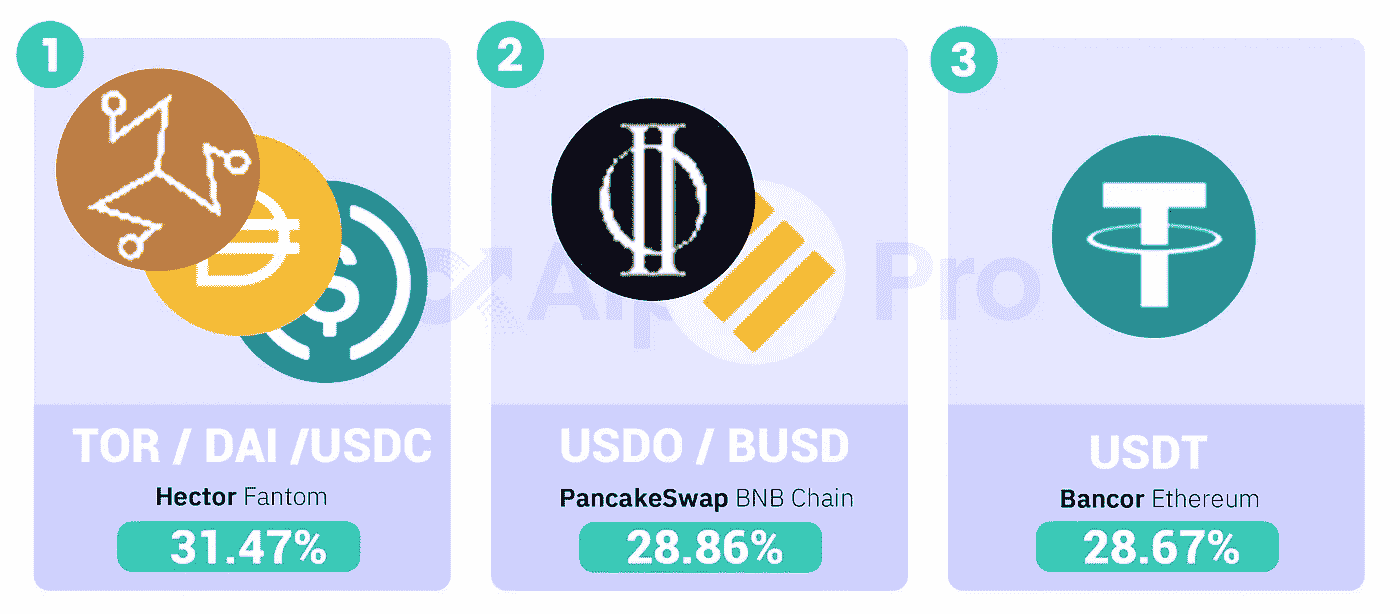 1
TOR / DAI /USDC
Hector Fantom
31.47%
2
USDO / BUSD
PancakeSwap BNB Chain
28.86%
3
USDT
Bancor Ethereum
28.67%
Pro